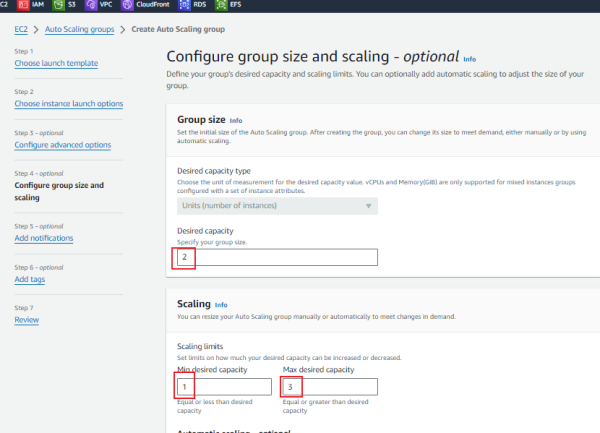 C2 IAM S3 VPC CloudFront RDS EFS
EC2 > Auto Scaling groups > Create Auto Scaling group
Step 1
Choose launch template
Step 2
Choose instance launch options
Step 3 - optional
Configure advanced options
Step 4 - optional
Configure group size and
scaling
Step 5 - optional
Add notifications
Step 6 - optional
Add tags
Step 7
Review
Configure group size and scaling - optional Info
Define your group's desired capacity and scaling limits. You can optionally add automatic scaling to adjust the size of your
group.
Group size Info
Set the initial size of the Auto Scaling group. After creating the group, you can change its size to meet demand, either manually or by using
automatic scaling.
Desired capacity type
Choose the unit of measurement for the desired capacity value. vCPUs and Memory(GiB) are only supported for mixed instances groups
configured with a set of instance attributes.
Units (number of instances)
Desired capacity
Specify your group size.
2
Scaling Info
You can resize your Auto Scaling group manually or automatically to meet changes in demand.
Scaling limits
Set limits on how much your desired capacity can be increased or decreased.
Min desired capacity Max desired capacity
1 3
Equal or less than desired Equal or greater than desired
capacity capacity
Automatic scaling - optional